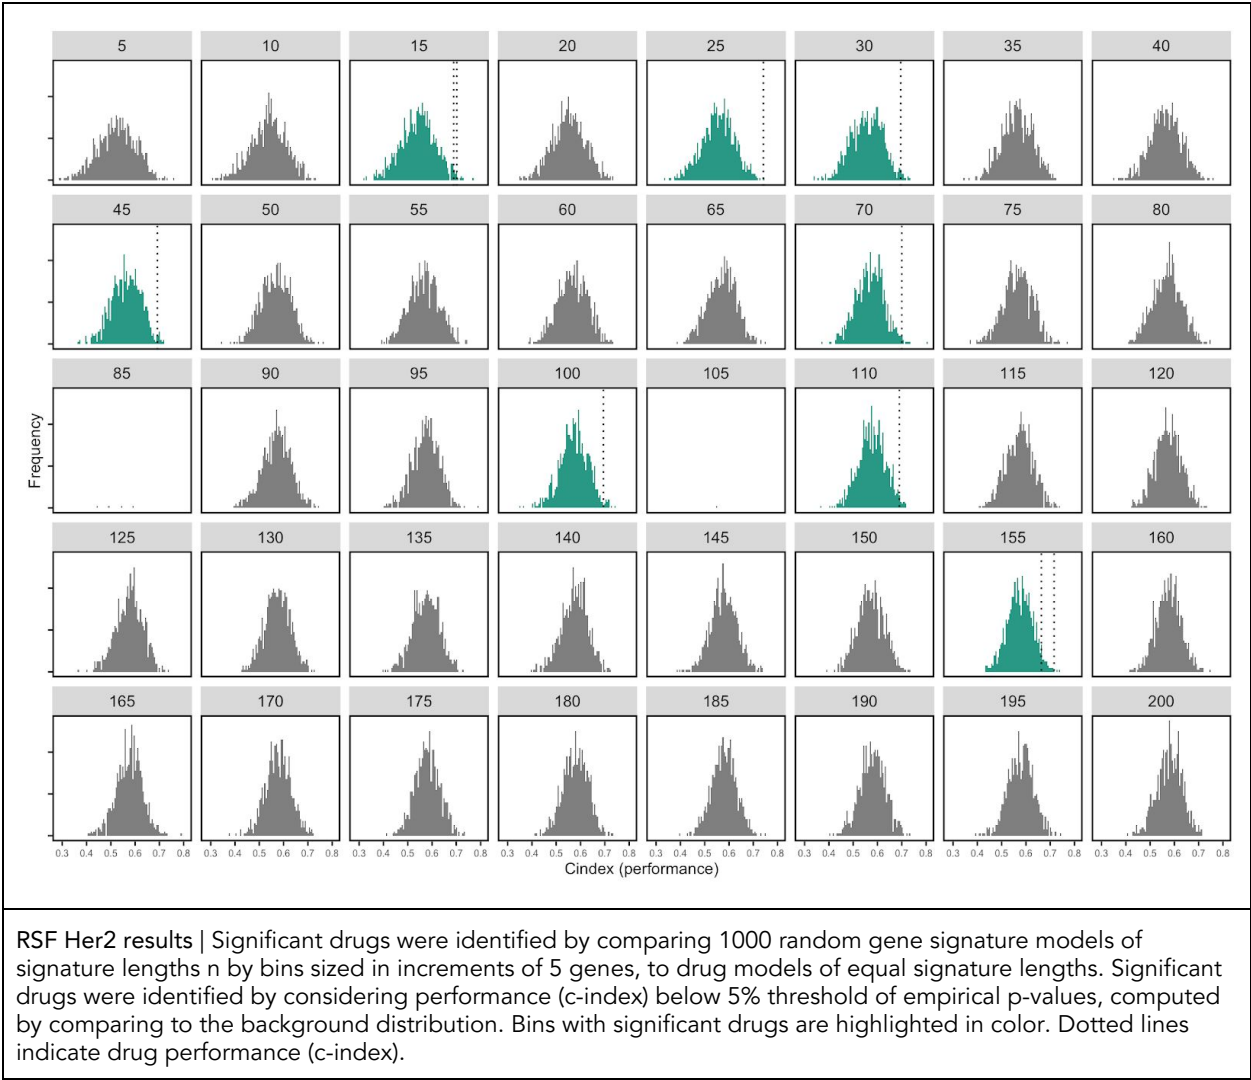 5 10 15 20 25 30 35 40
45 50 55 60 65 70 75 80
85 90 95 100 105 110 115 120
Frequency
125 130 135 140 145 150 155 160
165 170 175 180 185 190 195 200
0.3 0.4 0.5 0.6 0.7 0.8 0.3 0.4 0.5 0.6 0.7 0.8 0.3 0.4 0.5 0.6 0.7 0.8 0.3 0.4 0.5 0.6 0.7 0.8 0.3 0.4 0.5 0.6 0.7 0.8 0.3 0.4 0.5 0.6 0.7 0.8 0.3 0.4 0.5 0.6 0.7 0.8 0.3 0.4 0.5 0.6 0.7 0.8
Cindex (performance)
RSF Her2 results | Significant drugs were identified by comparing 1000 random gene signature models of
signature lengths n by bins sized in increments of 5 genes, to drug models of equal signature lengths. Significant
drugs were identified by considering performance (c-index) below 5% threshold of empirical p-values, computed
by comparing to the background distribution. Bins with significant drugs are highlighted in color. Dotted lines
indicate drug performance (c-index).